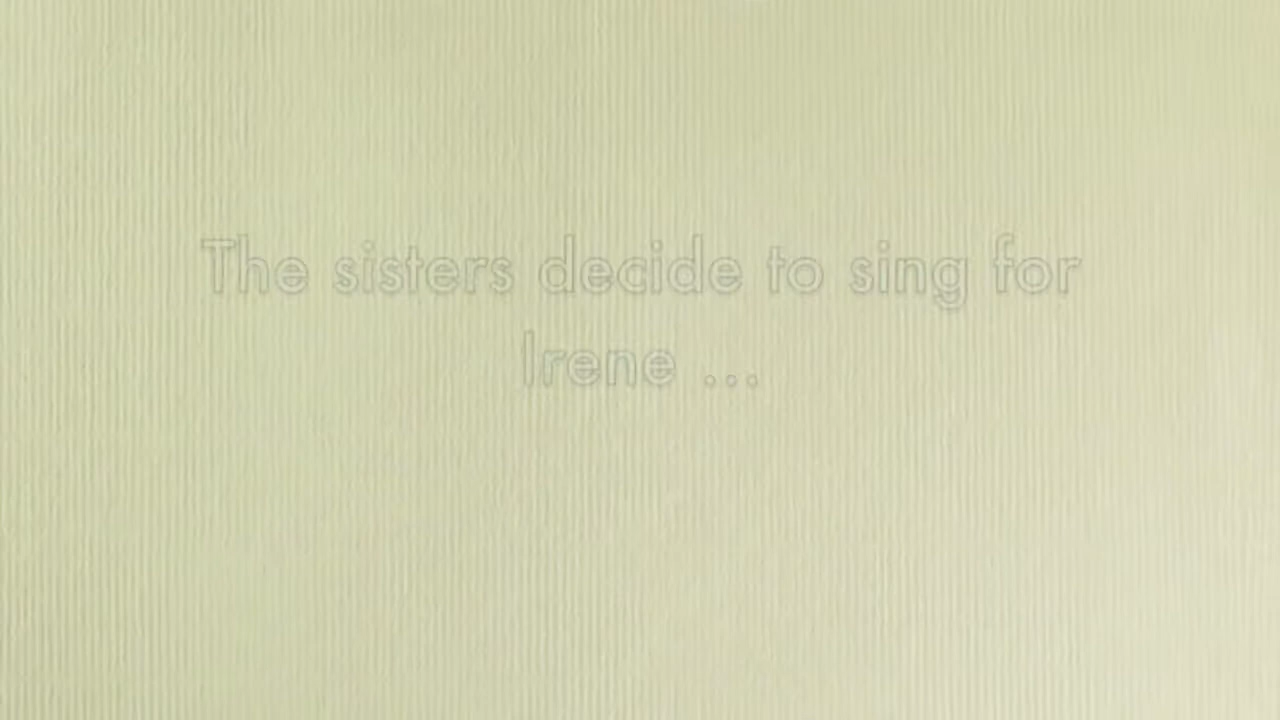 The sisters decide to sing for
Irene ...